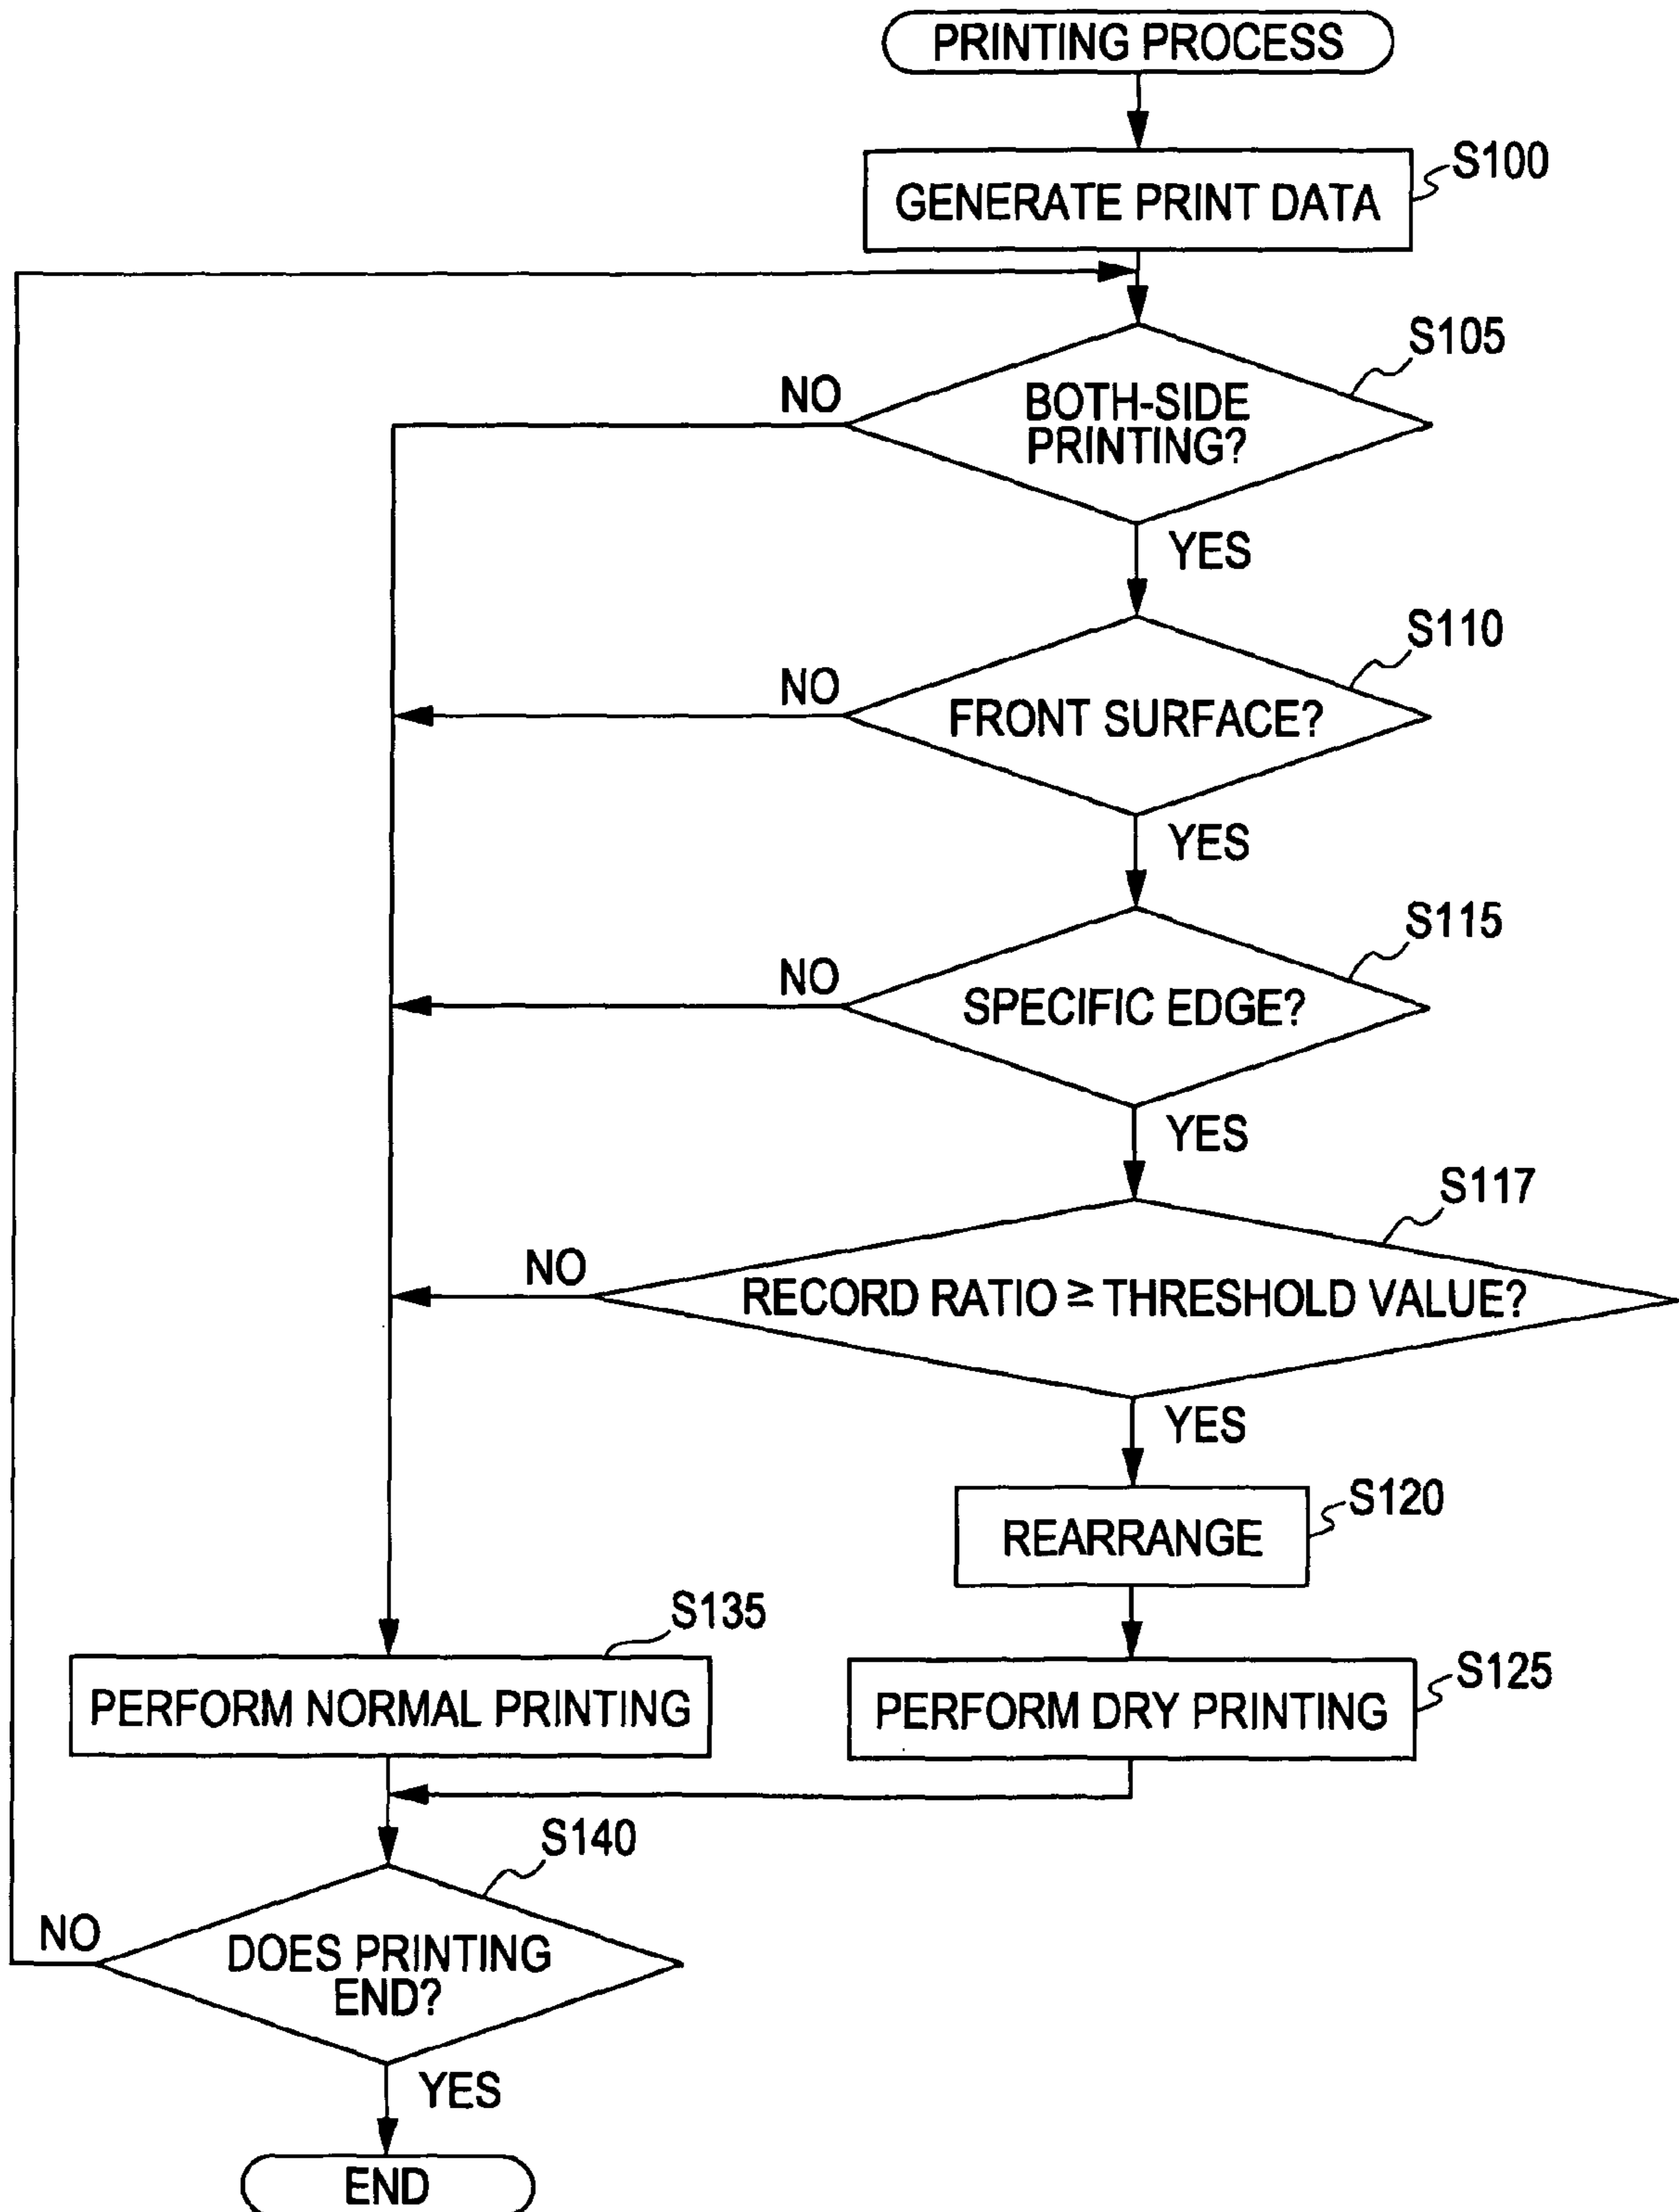 PRINTING PROCESS
S100
GENERATE PRINT DATA
S105
NO
BOTH-SIDE
PRINTING?
YES
S110
NO
FRONT SURFACE?
YES
S115
NO
SPECIFIC EDGE?
YES
S117
NO
RECORD RATIO ≥ THRESHOLD VALUE?
YES
S120
REARRANGE
S135
PERFORM NORMAL PRINTING
S125
PERFORM DRY PRINTING
S140
NO
DOES PRINTING
END?
YES
END